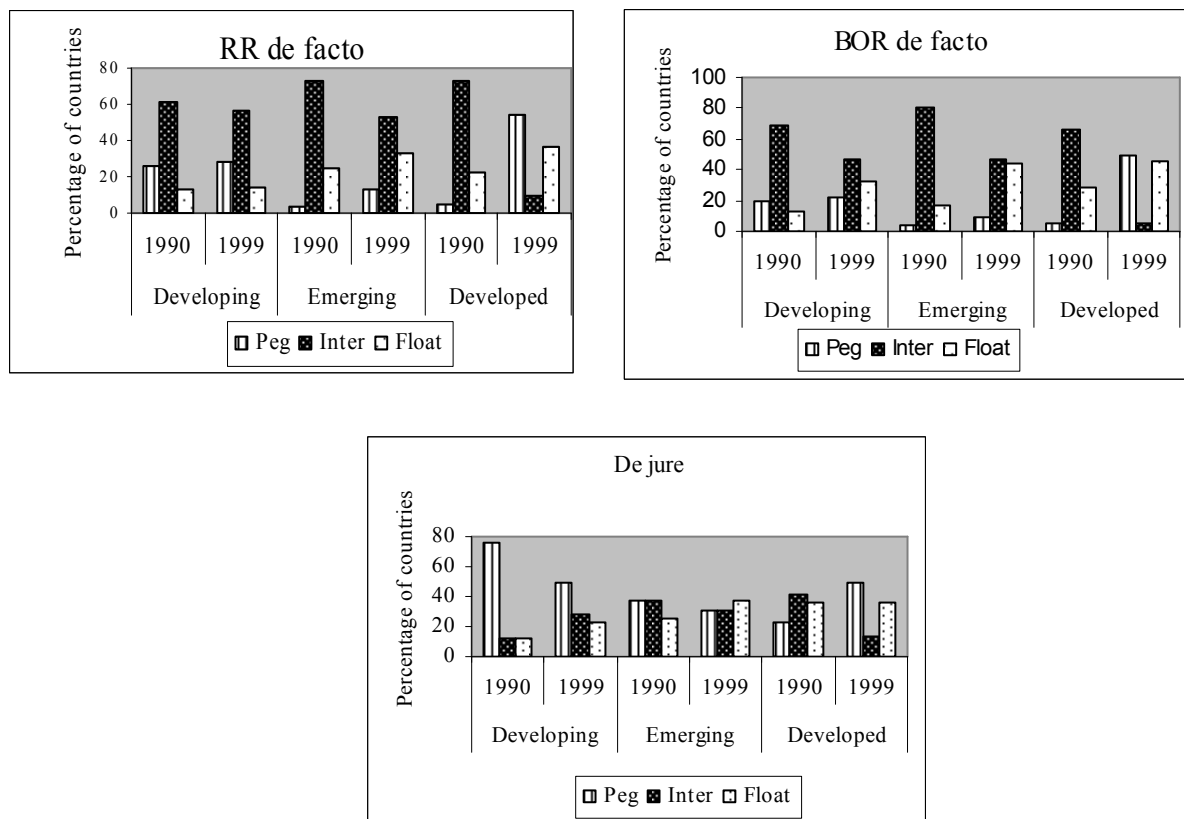 RR de facto
Percentage of countries
80
60
40
20
0
1990 1999 1990 1999 1990 1999
Developing Emerging Developed
Peg Inter Float
BOR de facto
Percentage of countries
100
80
60
40
20
0
1990 1999 1990 1999 1990 1999
Developing Emerging Developed
Peg Inter Float
De jure
Percentage of countries
80
60
40
20
0
1990 1999 1990 1999 1990 1999
Developing Emerging Developed
Peg Inter Float